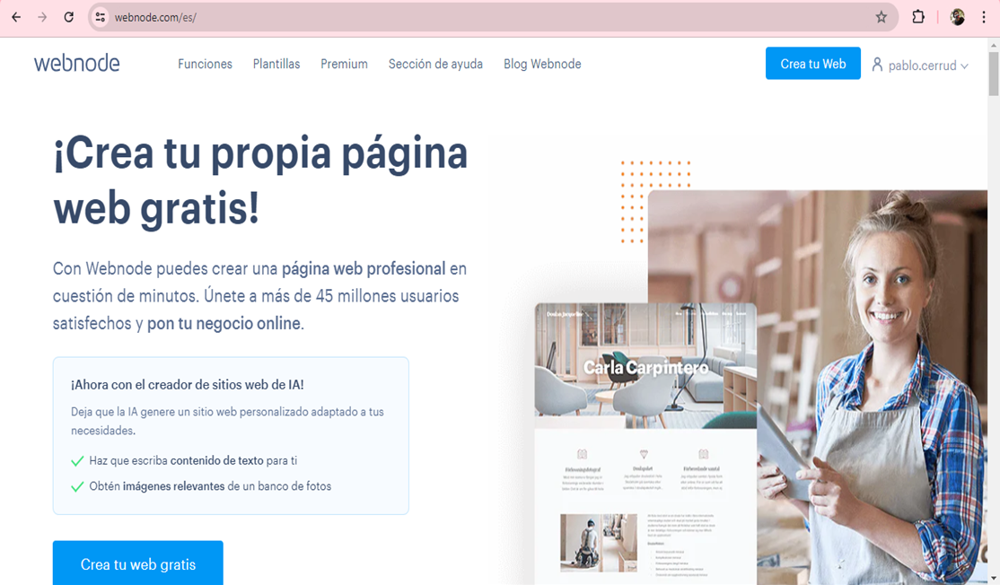 webnode.com/es/
webnode
Funciones
Plantillas
Premium
Sección de ayuda
Blog Webnode
Crea tu Web
pablo.cerrud
¡Crea tu propia página
web gratis!
Con Webnode puedes crear una página web profesional en
cuestión de minutos. Únete a más de 45 millones usuarios
satisfechos y pon tu negocio online.
¡Ahora con el creador de sitios web de IA!
Deja que la IA genere un sitio web personalizado adaptado a tus
necesidades.
Haz que escriba contenido de texto para ti
Obtén imágenes relevantes de un banco de fotos
Crea tu web gratis
Carla Carpintero